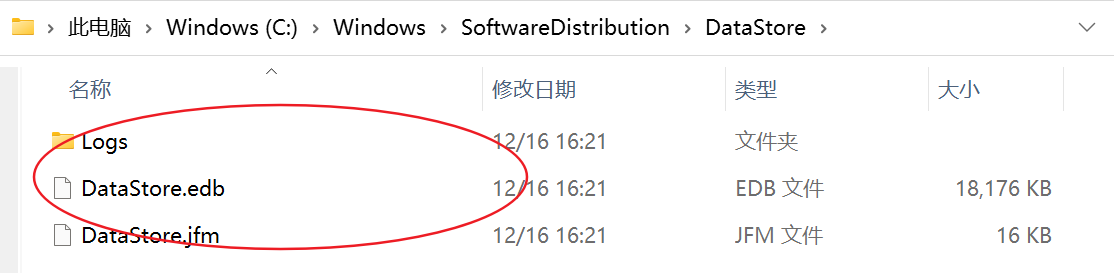 此电脑 Windows (C:) Windows SoftwareDistribution DataStore
名称 修改日期 类型 大小
Logs 12/16 16:21 文件夹
DataStore.edb 12/16 16:21 EDB 文件 18,176 KB
DataStore.jfm 12/16 16:21 JFM 文件 16 KB